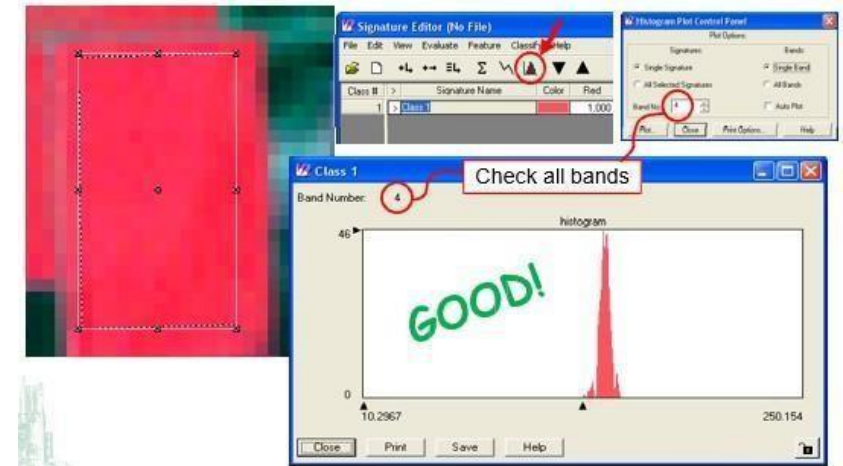 Signature Editor (No File)
File Edit View Evaluate Feature Classify Help
Class # > Signature Name Color Red
1 > Class 1 1.000
Histogram Plot Control Panel
Plot Options:
Signatures: Bands:
Single Signature Single Band
All Selected Signatures All Bands
Band No: 4 Auto Plot
Plot... Close Print Options... Help
Class 1
Check all bands
Band Number: 4
histogram
46
GOOD!
0
10.2967 250.154
Close Print Save Help